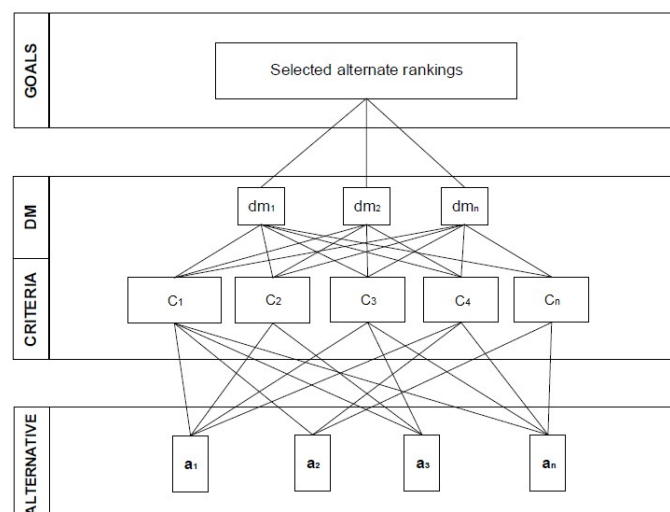 GOALS
Selected alternate rankings
DM
dm₁ dm₂ dmₙ
CRITERIA
C₁ C₂ C₃ C₄ Cₙ
ALTERNATIVE
a₁ a₂ a₃ aₙ